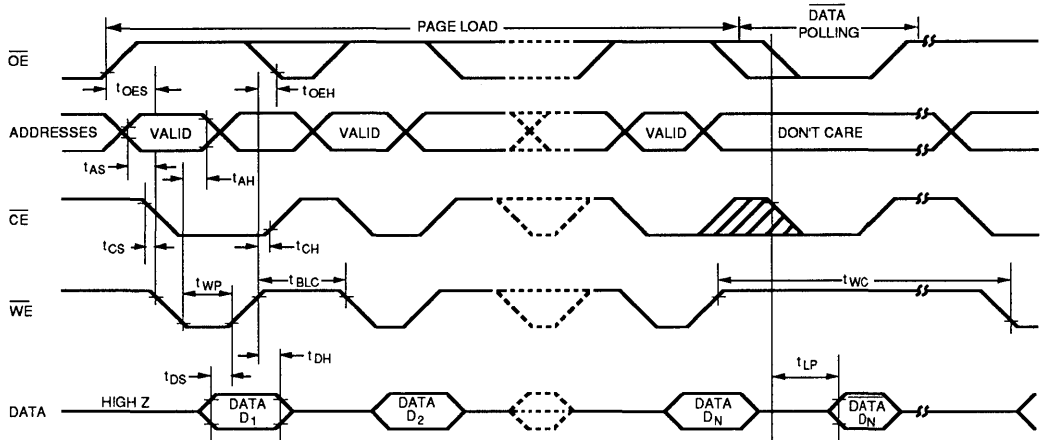 PAGE LOAD
DATA
POLLING
OE
tOES
tOEH
ADDRESSES
VALID
VALID
VALID
DON'T CARE
tAS
tAH
CE
tCS
tCH
tWP
tBLC
tWC
WE
tDS
tDH
tLP
DATA
HIGH Z
DATA
D1
DATA
D2
DATA
DN
DATA
DN